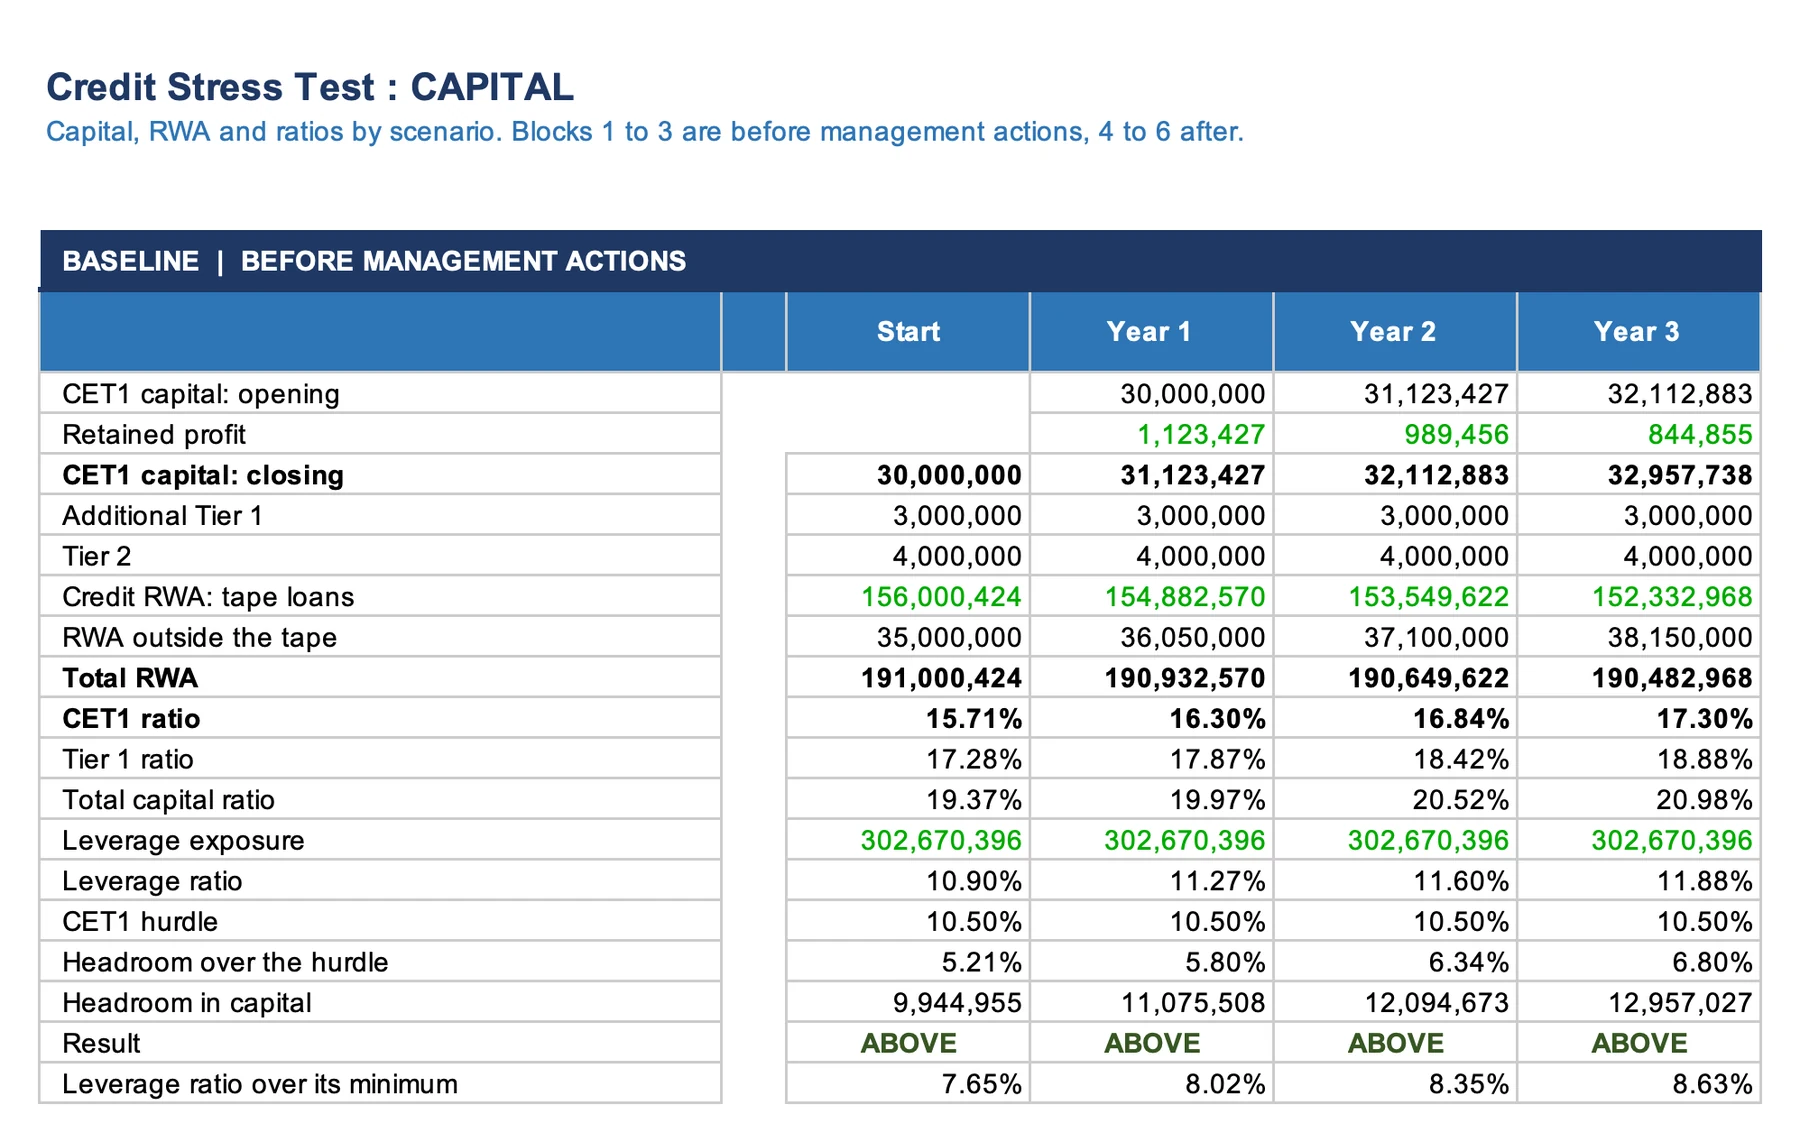 Credit Stress Test : CAPITAL
Capital, RWA and ratios by scenario. Blocks 1 to 3 are before management actions, 4 to 6 after.
BASELINE | BEFORE MANAGEMENT ACTIONS
Start Year 1 Year 2 Year 3
CET1 capital: opening 30,000,000 31,123,427 32,112,883
Retained profit 1,123,427 989,456 844,855
CET1 capital: closing 30,000,000 31,123,427 32,112,883 32,957,738
Additional Tier 1 3,000,000 3,000,000 3,000,000 3,000,000
Tier 2 4,000,000 4,000,000 4,000,000 4,000,000
Credit RWA: tape loans 156,000,424 154,882,570 153,549,622 152,332,968
RWA outside the tape 35,000,000 36,050,000 37,100,000 38,150,000
Total RWA 191,000,424 190,932,570 190,649,622 190,482,968
CET1 ratio 15.71% 16.30% 16.84% 17.30%
Tier 1 ratio 17.28% 17.87% 18.42% 18.88%
Total capital ratio 19.37% 19.97% 20.52% 20.98%
Leverage exposure 302,670,396 302,670,396 302,670,396 302,670,396
Leverage ratio 10.90% 11.27% 11.60% 11.88%
CET1 hurdle 10.50% 10.50% 10.50% 10.50%
Headroom over the hurdle 5.21% 5.80% 6.34% 6.80%
Headroom in capital 9,944,955 11,075,508 12,094,673 12,957,027
Result ABOVE ABOVE ABOVE ABOVE
Leverage ratio over its minimum 7.65% 8.02% 8.35% 8.63%